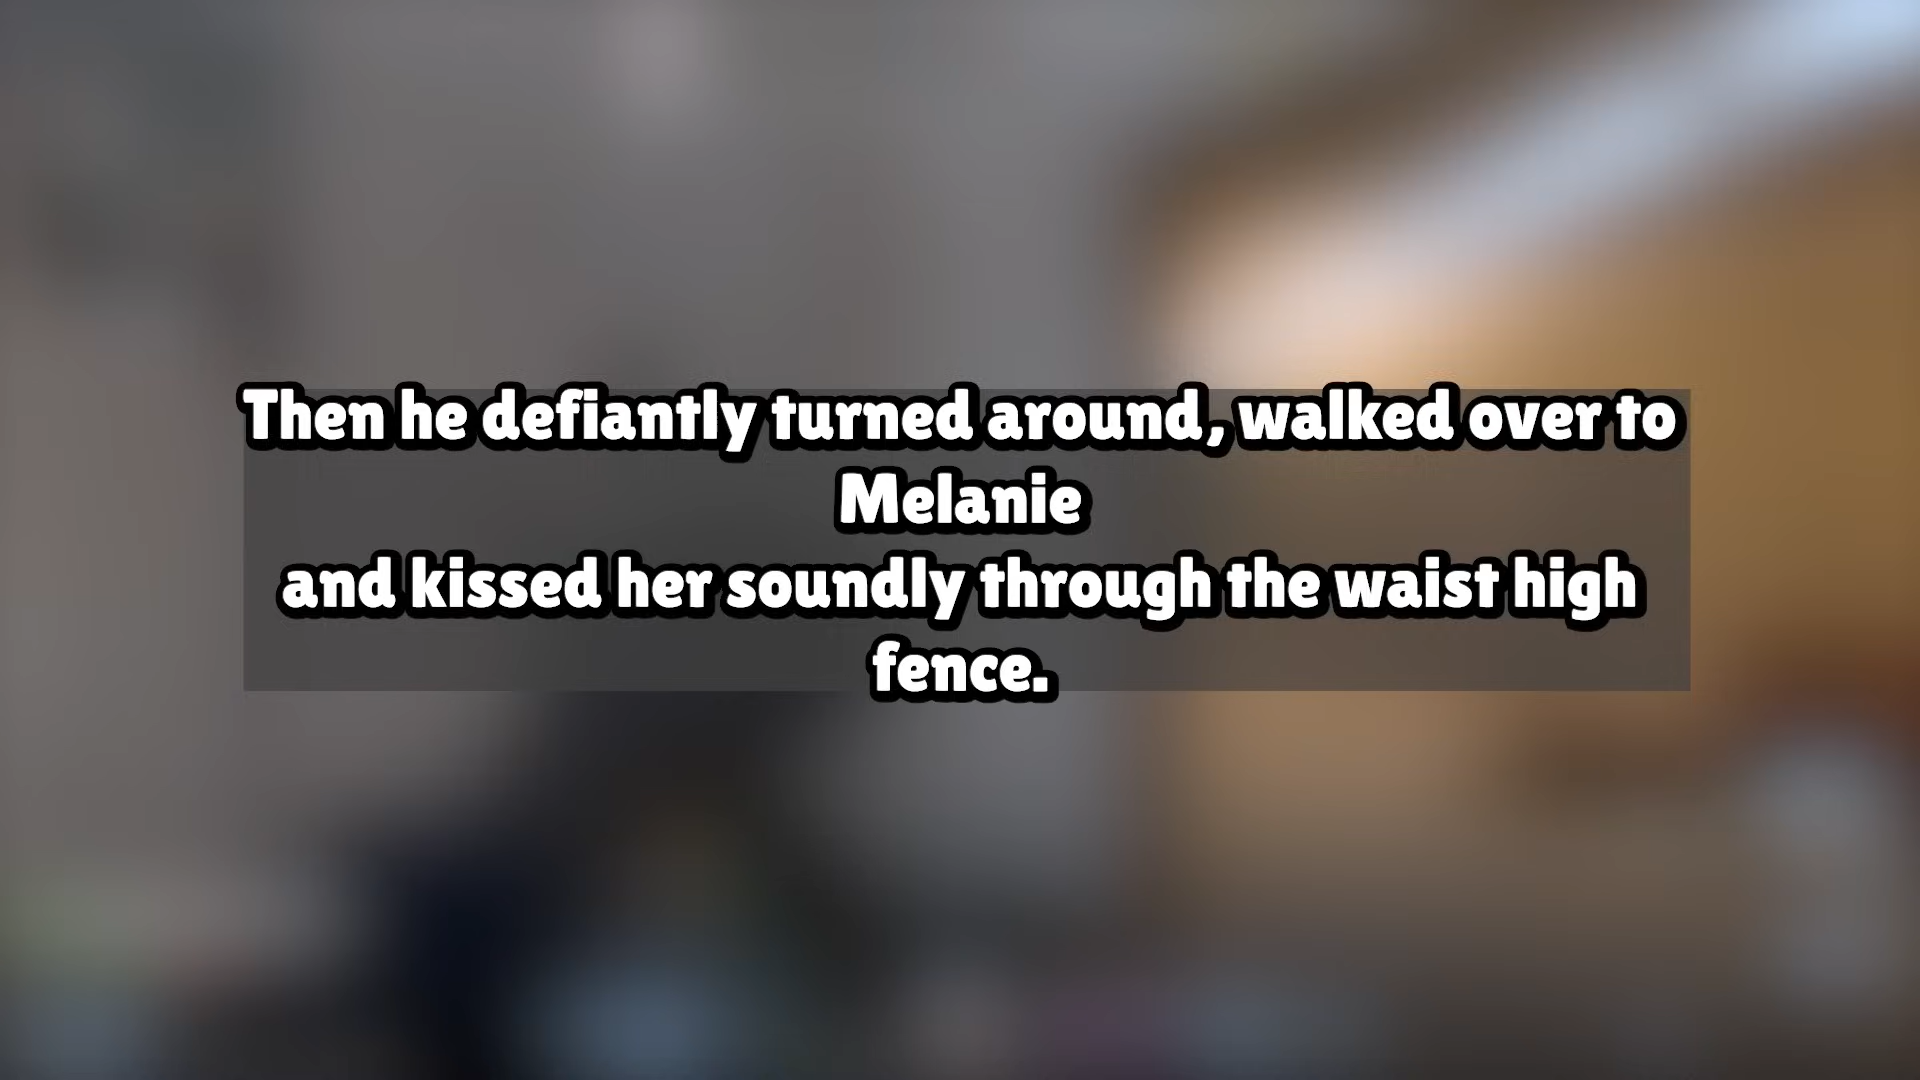 Then he defiantly turned around, walked over to
Melanie
and kissed her soundly through the waist high
fence.